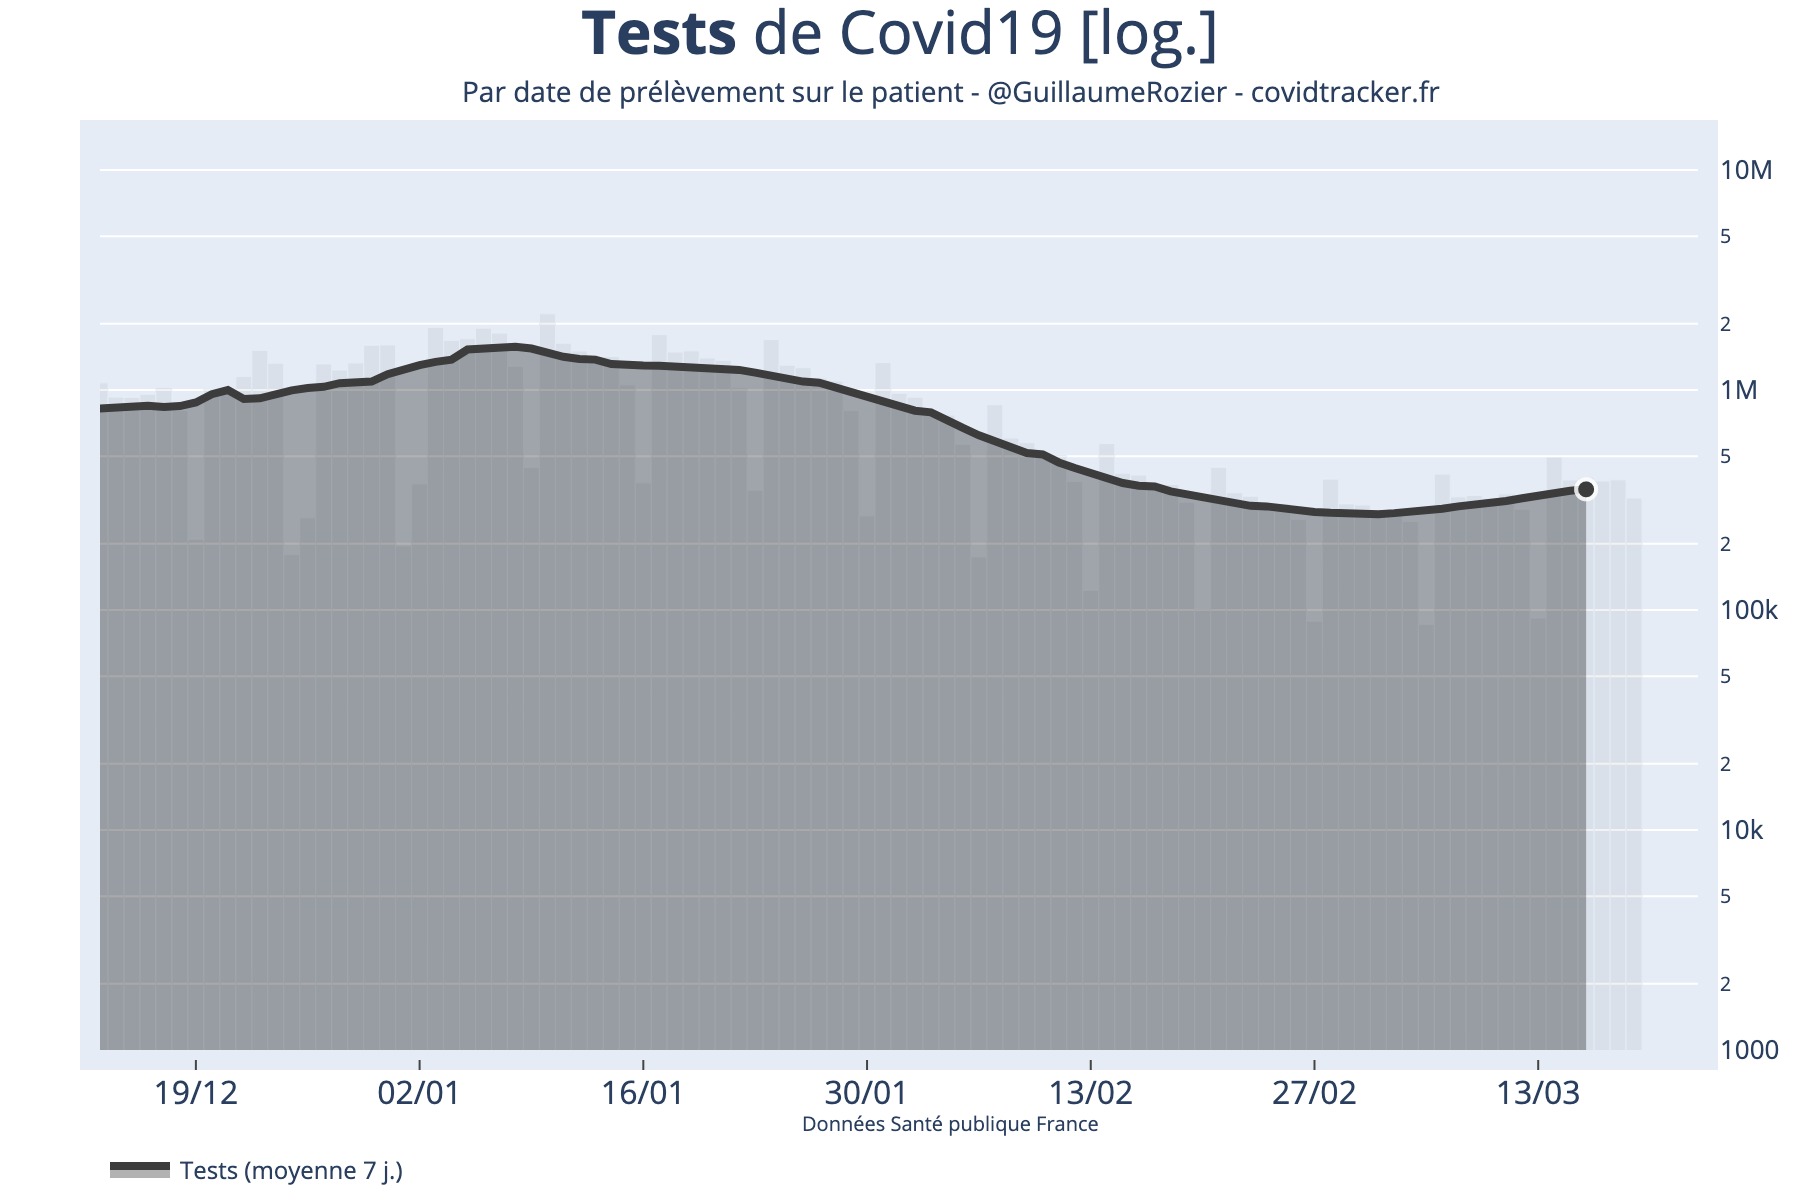 Tests de Covid19 [log.]
Par date de prélèvement sur le patient - @GuillaumeRozier - covidtracker.fr
10M
5
2
1M
5
2
100k
5
2
10k
5
2
1000
19/12 02/01 16/01 30/01 13/02 27/02 13/03
Données Santé publique France
Tests (moyenne 7 j.)